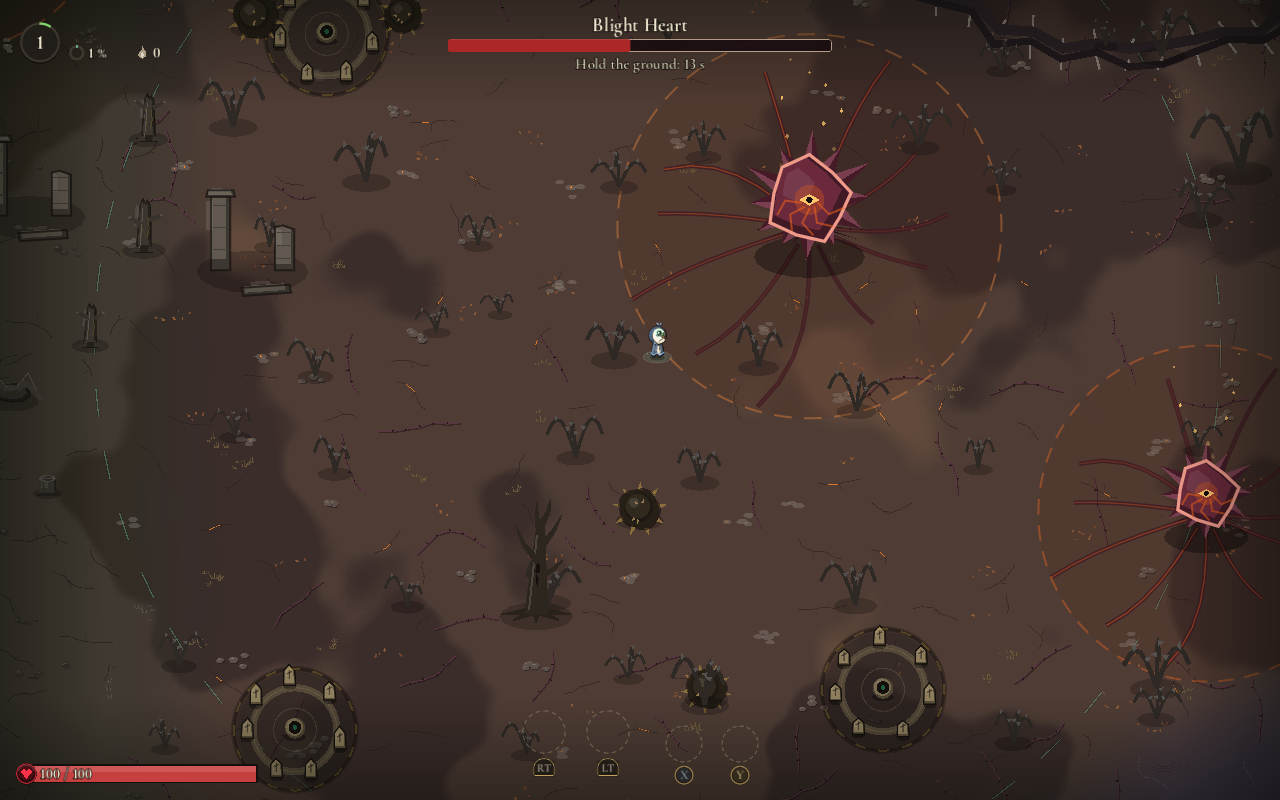 Blight Heart
1
1 %
0
Hold the ground: 13 s
RT
LT
X
Y
100 / 100